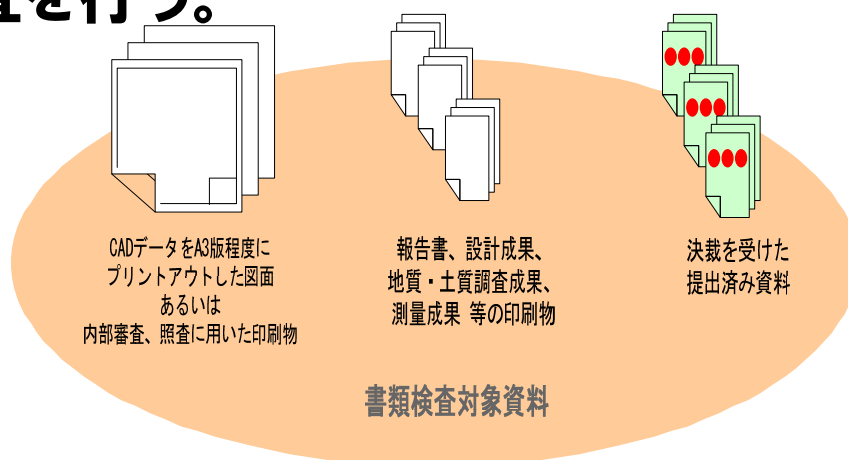 査を行う。
CADデータをA3版程度に
プリントアウトした図面
あるいは
内部審査、照査に用いた印刷物
報告書、設計成果、
地質・土質調査成果、
測量成果 等の印刷物
決裁を受けた
提出済み資料
書類検査対象資料